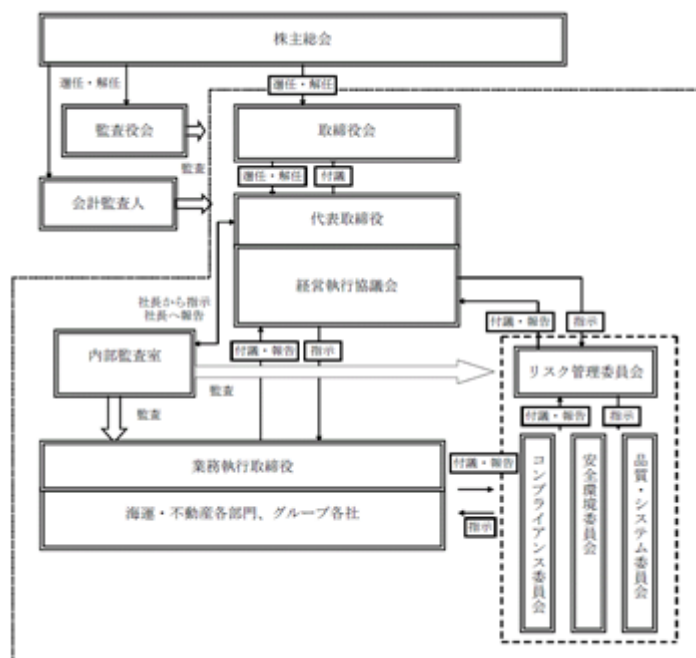 株主総会
選任・解任
選任・解任
監査役会
取締役会
監査
選任・解任
付議
会計監査人
代表取締役
経営執行協議会
社長から指示
社長へ報告
付議・報告
指示
付議・報告
指示
内部監査室
リスク管理委員会
監査
監査
付議・報告
指示
業務執行取締役
付議・報告
海運・不動産各部門、グループ各社
指示
コンプライアンス委員会
安全環境委員会
品質・システム委員会